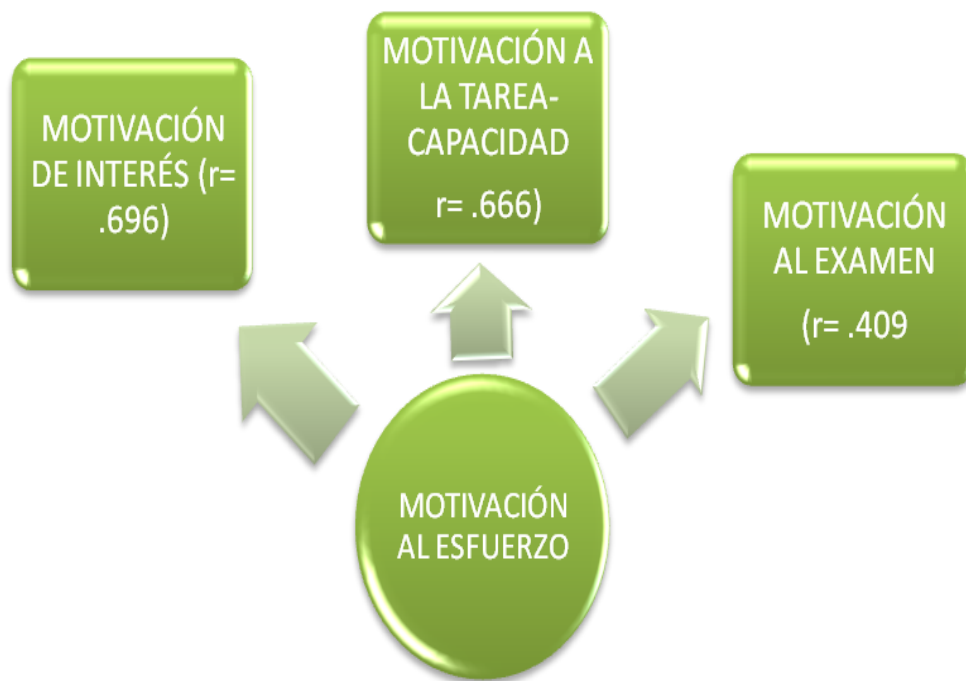 MOTIVACIÓN
DE INTERÉS (r=
.696)
MOTIVACIÓN A
LA TAREA-
CAPACIDAD
r= .666)
MOTIVACIÓN
AL EXAMEN
(r= .409
MOTIVACIÓN
AL ESFUERZO